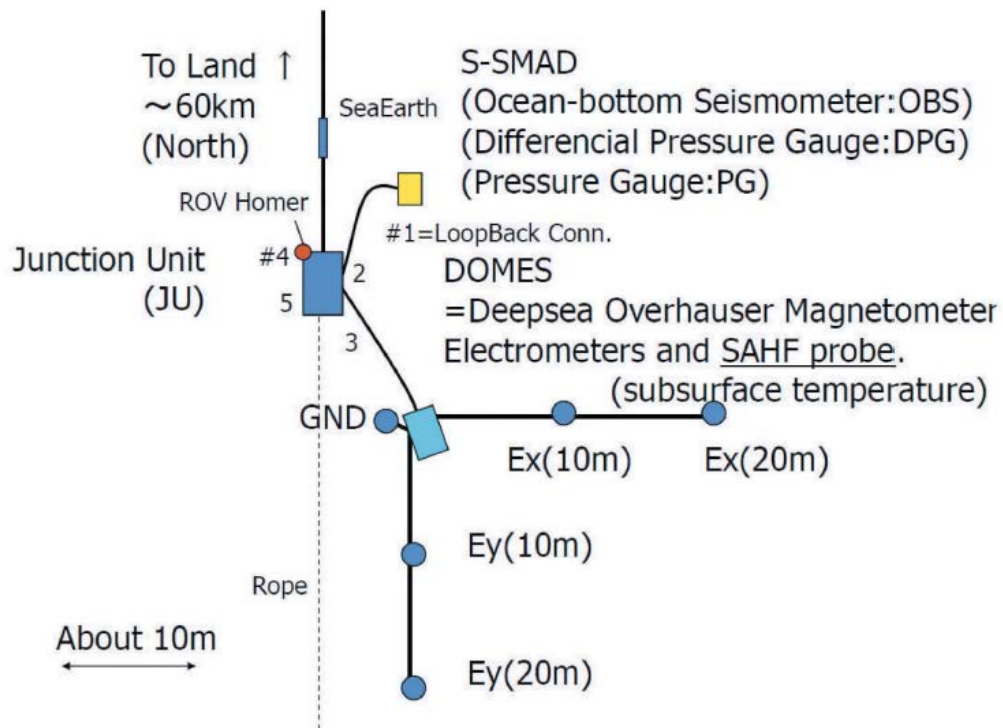 To Land ↑
~60km
(North)
SeaEarth
S-SMAD
(Ocean-bottom Seismometer:OBS)
(Differencial Pressure Gauge:DPG)
(Pressure Gauge:PG)
ROV Homer
#1=LoopBack Conn.
Junction Unit
(JU)
#4
2
5
3
DOMES
=Deepsea Overhauser Magnetometer
Electrometers and SAHF probe.
(subsurface temperature)
GND
Ex(10m)
Ex(20m)
Ey(10m)
Rope
About 10m
Ey(20m)